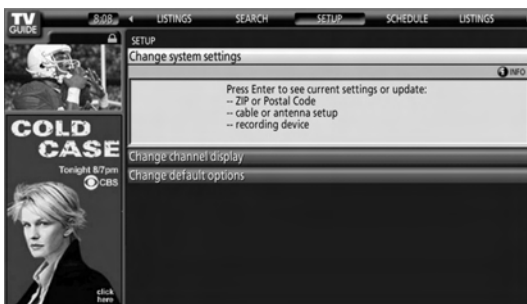 TV
GUIDE
8:08
LISTINGS SEARCH SETUP SCHEDULE LISTINGS
SETUP
Change system settings
INFO
Press Enter to see current settings or update:
-- ZIP or Postal Code
-- cable or antenna setup
-- recording device
Change channel display
Change default options
COLD
CASE
Tonight 8/7pm
CBS
click
here